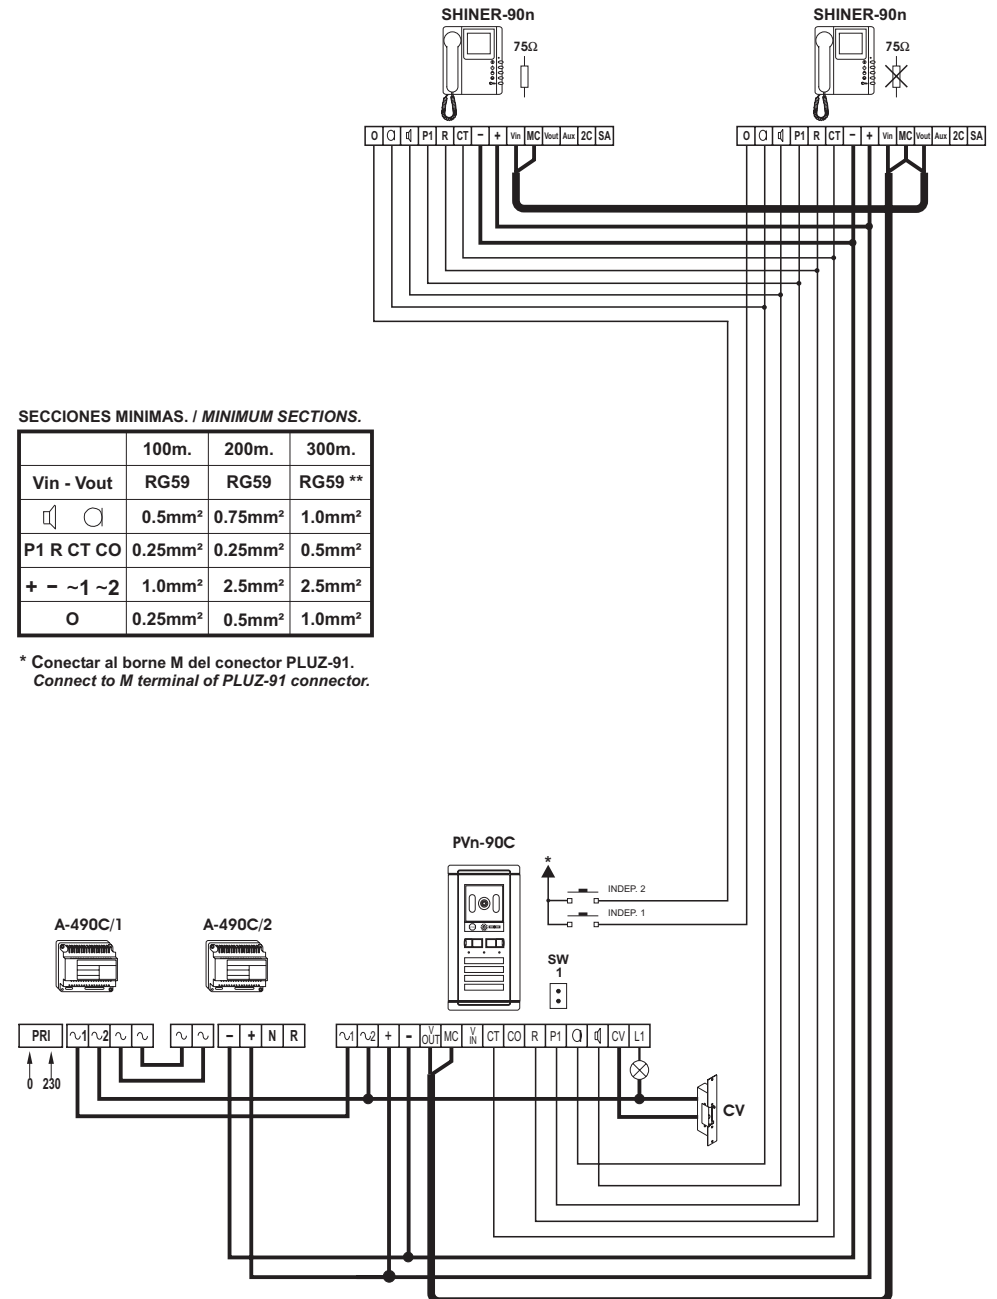 SHINER-90n
75Ω
O P1 R CT - + Vin MC Vout Aux 2C SA
SHINER-90n
75Ω
O P1 R CT - + Vin MC Vout Aux 2C SA
SECCIONES MINIMAS. / MINIMUM SECTIONS.
100m. 200m. 300m.
Vin - Vout RG59 RG59 RG59 **
0.5mm² 0.75mm² 1.0mm²
P1 R CT CO 0.25mm² 0.25mm² 0.5mm²
+ - ~1 ~2 1.0mm² 2.5mm² 2.5mm²
O 0.25mm² 0.5mm² 1.0mm²
* Conectar al borne M del conector PLUZ-91.
Connect to M terminal of PLUZ-91 connector.
PVn-90C
*
INDEP. 2
INDEP. 1
SW
1
A-490C/1
A-490C/2
PRI ~1 ~2 ~ ~
~ ~ - + N R
~1 ~2 + - V OUT MC V IN CT CO R P1 CV L1
0 230
CV